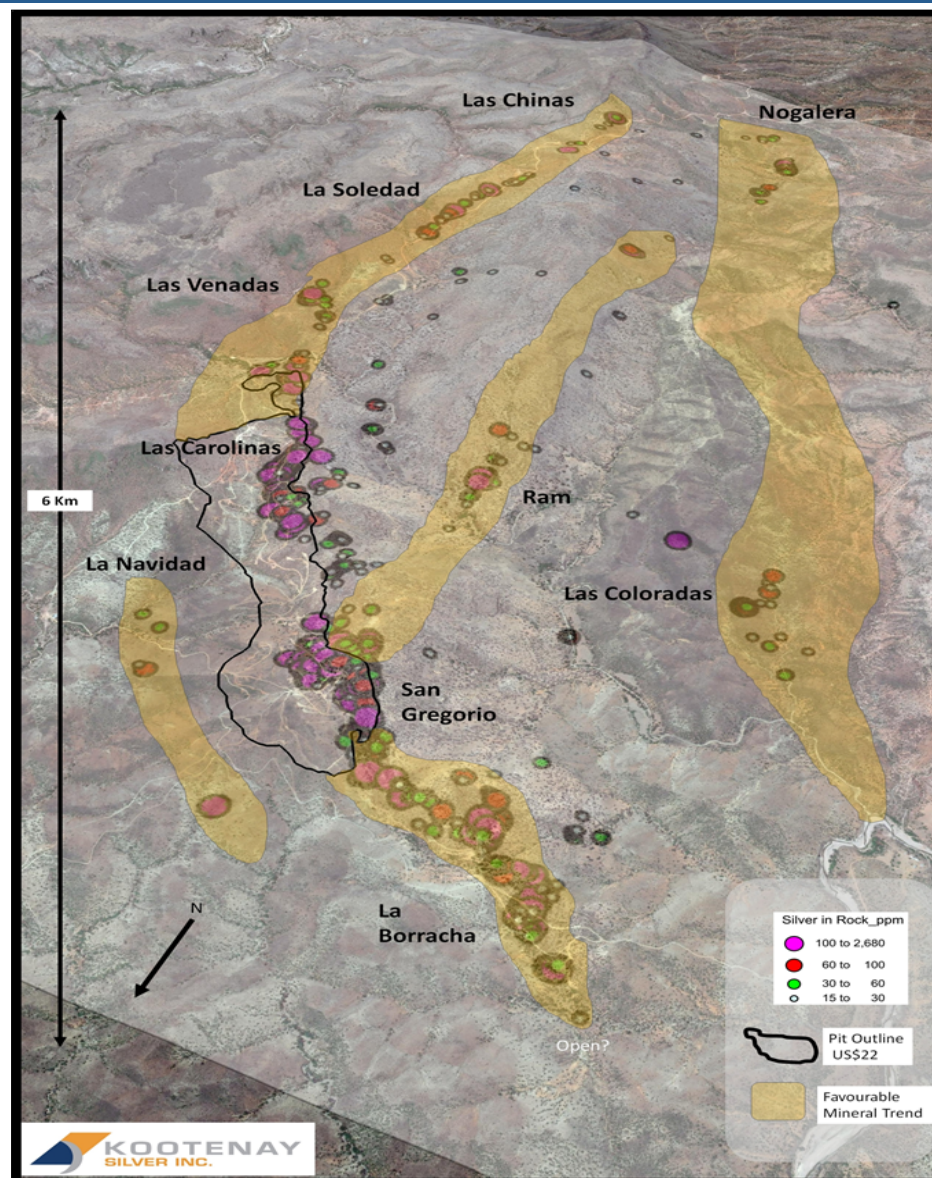 Las Chinas
Nogalera
La Soledad
Las Venadas
Las Carolinas
6 Km
Ram
La Navidad
Las Coloradas
San
Gregorio
La
Borracha
N
Open?
Silver in Rock_ppm
100 to 2,680
60 to 100
30 to 60
15 to 30
Pit Outline
US$22
Favourable
Mineral Trend
KOOTENAY
SILVER INC.